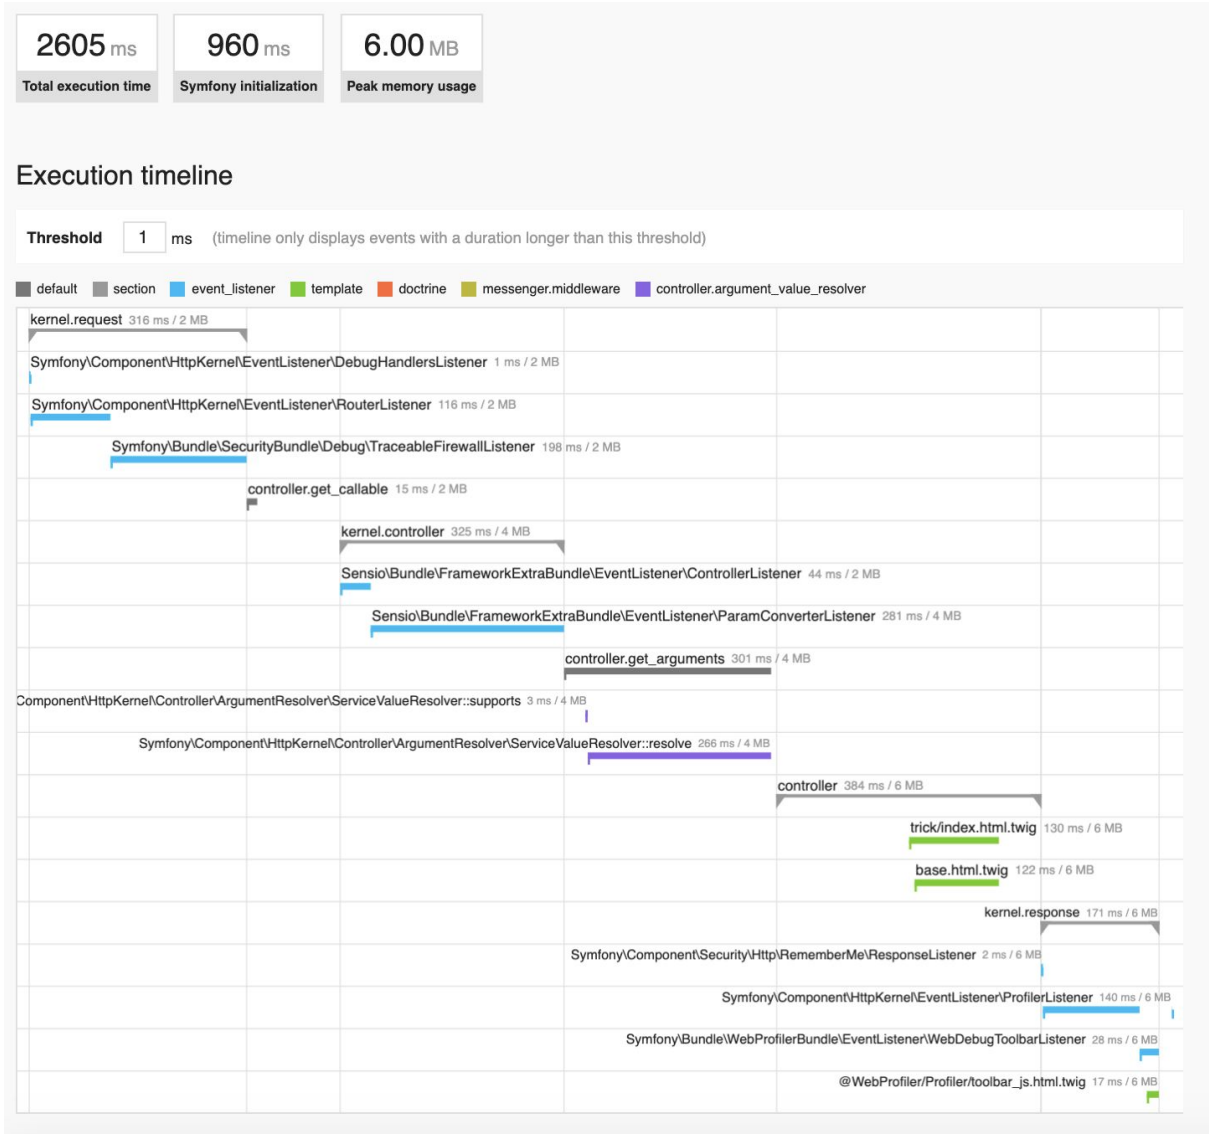 2605 ms 960 ms 6.00 MB
Total execution time Symfony initialization Peak memory usage
Execution timeline
Threshold 1 ms (timeline only displays events with a duration longer than this threshold)
default section event_listener template doctrine messenger.middleware controller.argument_value_resolver
kernel.request 316 ms / 2 MB
Symfony\Component\HttpKernel\EventListener\DebugHandlersListener 1 ms / 2 MB
Symfony\Component\HttpKernel\EventListener\RouterListener 116 ms / 2 MB
Symfony\Bundle\SecurityBundle\Debug\TraceableFirewallListener 198 ms / 2 MB
controller.get_callable 15 ms / 2 MB
kernel.controller 325 ms / 4 MB
Sensio\Bundle\FrameworkExtraBundle\EventListener\ControllerListener 44 ms / 2 MB
Sensio\Bundle\FrameworkExtraBundle\EventListener\ParamConverterListener 281 ms / 4 MB
controller.get_arguments 301 ms / 4 MB
Component\HttpKernel\Controller\ArgumentResolver\ServiceValueResolver::supports 3 ms / 4 MB
Symfony\Component\HttpKernel\Controller\ArgumentResolver\ServiceValueResolver::resolve 266 ms / 4 MB
controller 384 ms / 6 MB
trick/index.html.twig 130 ms / 6 MB
base.html.twig 122 ms / 6 MB
kernel.response 171 ms / 6 MB
Symfony\Component\Security\Http\RememberMe\ResponseListener 2 ms / 6 MB
Symfony\Component\HttpKernel\EventListener\ProfilerListener 140 ms / 6 MB
Symfony\Bundle\WebProfilerBundle\EventListener\WebDebugToolbarListener 28 ms / 6 MB
@WebProfiler/Profiler/toolbar_js.html.twig 17 ms / 6 MB